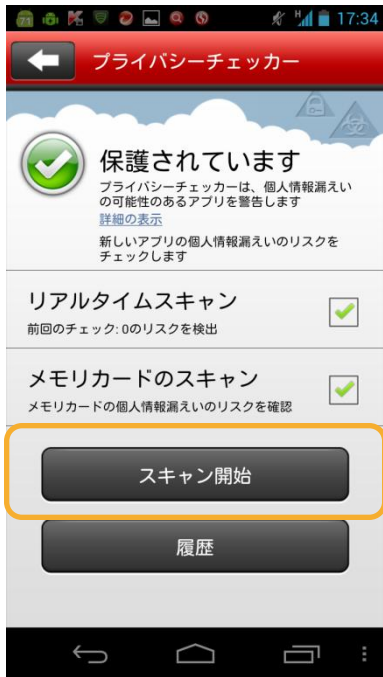 71 H 17:34
プライバシーチェッカー
保護されています
プライバシーチェッカーは、個人情報漏えい
の可能性のあるアプリを警告します
詳細の表示
新しいアプリの個人情報漏えいのリスクを
チェックします
リアルタイムスキャン
前回のチェック: 0のリスクを検出
メモリカードのスキャン
メモリカードの個人情報漏えいのリスクを確認
スキャン開始
履歴